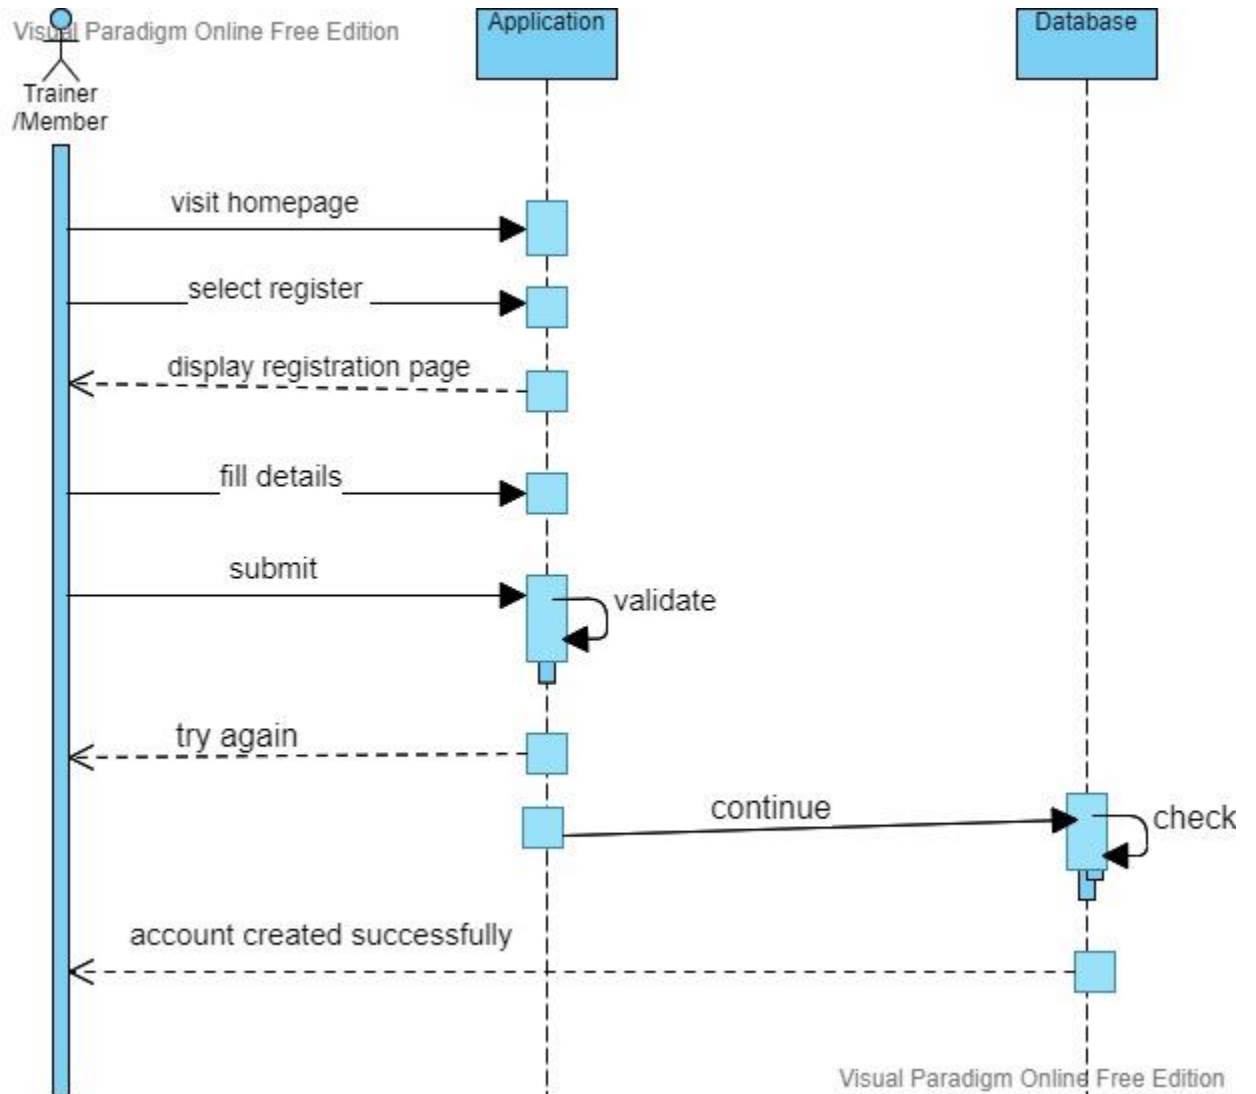 Visual Paradigm Online Free Edition
Application
Database
Trainer
/Member
visit homepage
select register
display registration page
fill details
submit
validate
try again
continue
check
account created successfully
Visual Paradigm Online Free Edition